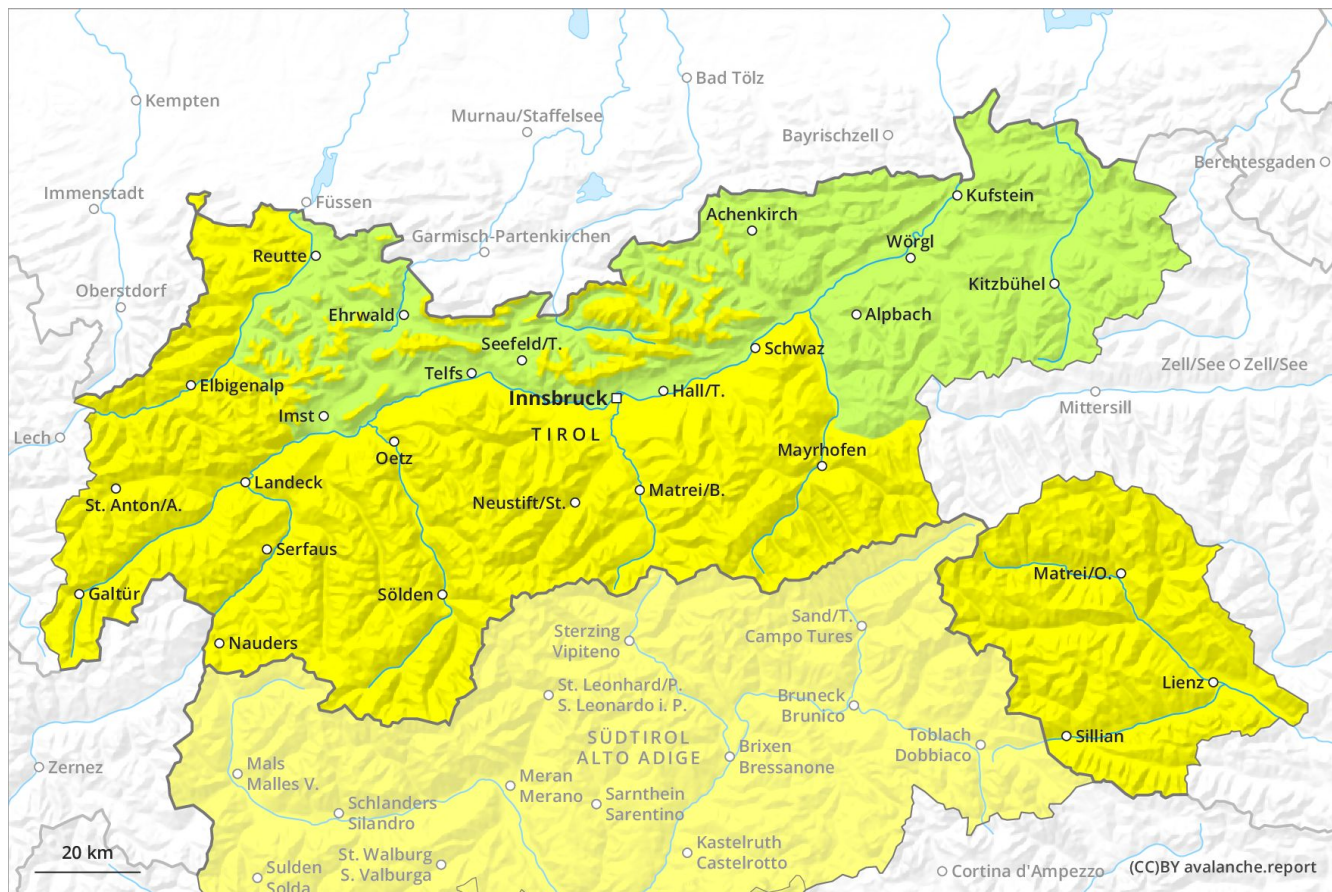 Bad Tölz
Kempten
Murnau/Staffelsee
Bayrischzell
Berchtesgaden
Immenstadt
Füssen
Kufstein
Achenkirch
Garmisch-Partenkirchen
Wörgl
Reutte
Oberstdorf
Kitzbühel
Ehrwald
Alpbach
Seefeld/T.
Schwaz
Zell/See
Zell/See
Telfs
Elbigenalp
Hall/T.
Innsbruck
Mittersill
Imst
Lech
TIROL
Mayrhofen
Oetz
Landeck
Matrei/B.
St. Anton/A.
Neustift/St.
Serfaus
Matrei/O.
Galtür
Sölden
Sand/T.
Campo Tures
Sterzing
Vipiteno
Nauders
Lienz
St. Leonhard/P.
S. Leonardo i. P.
Bruneck
Brunico
SÜDTIROL
ALTO ADIGE
Toblach
Dobbiaco
Sillian
Brixen
Bressanone
Zernez
Mals
Malles V.
Meran
Merano
Sarnthein
Sarentino
Schlanders
Silandro
Kastelruth
Castelrotto
20 km
St. Walburg
S. Valburga
Sulden
Solda
Cortina d'Ampezzo
(CC)BY avalanche.report